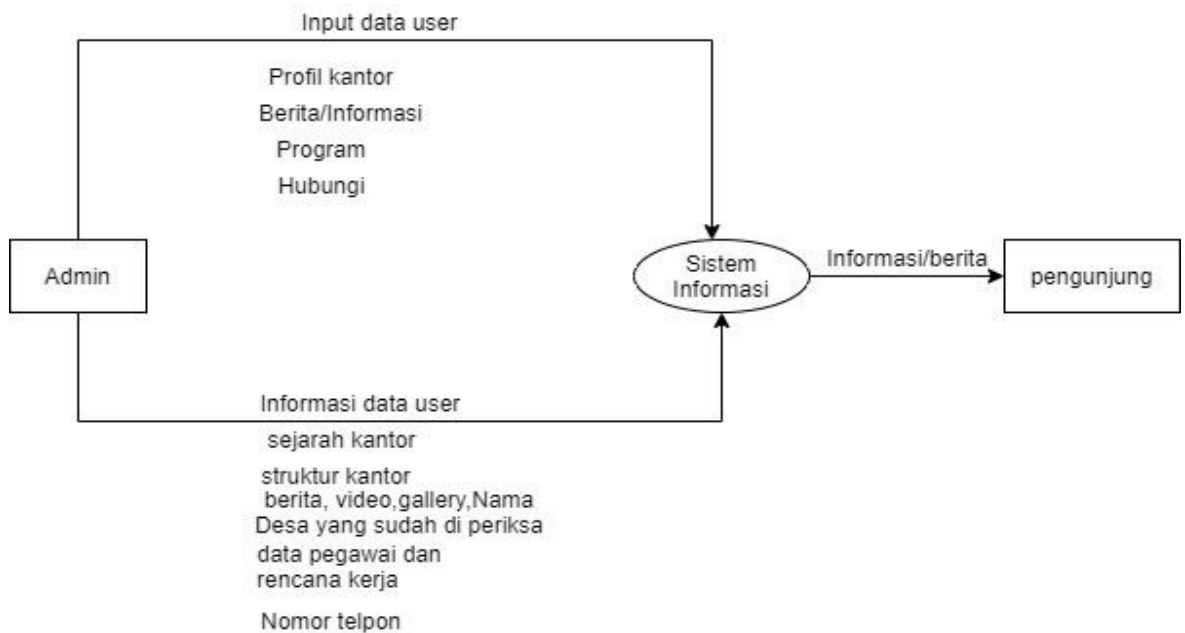 Input data user
Profil kantor
Berita/Informasi
Program
Hubungi
Admin
Sistem
Informasi
Informasi/berita
pengunjung
Informasi data user
sejarah kantor
struktur kantor
berita, video,gallery,Nama
Desa yang sudah di periksa
data pegawai dan
rencana kerja
Nomor telpon